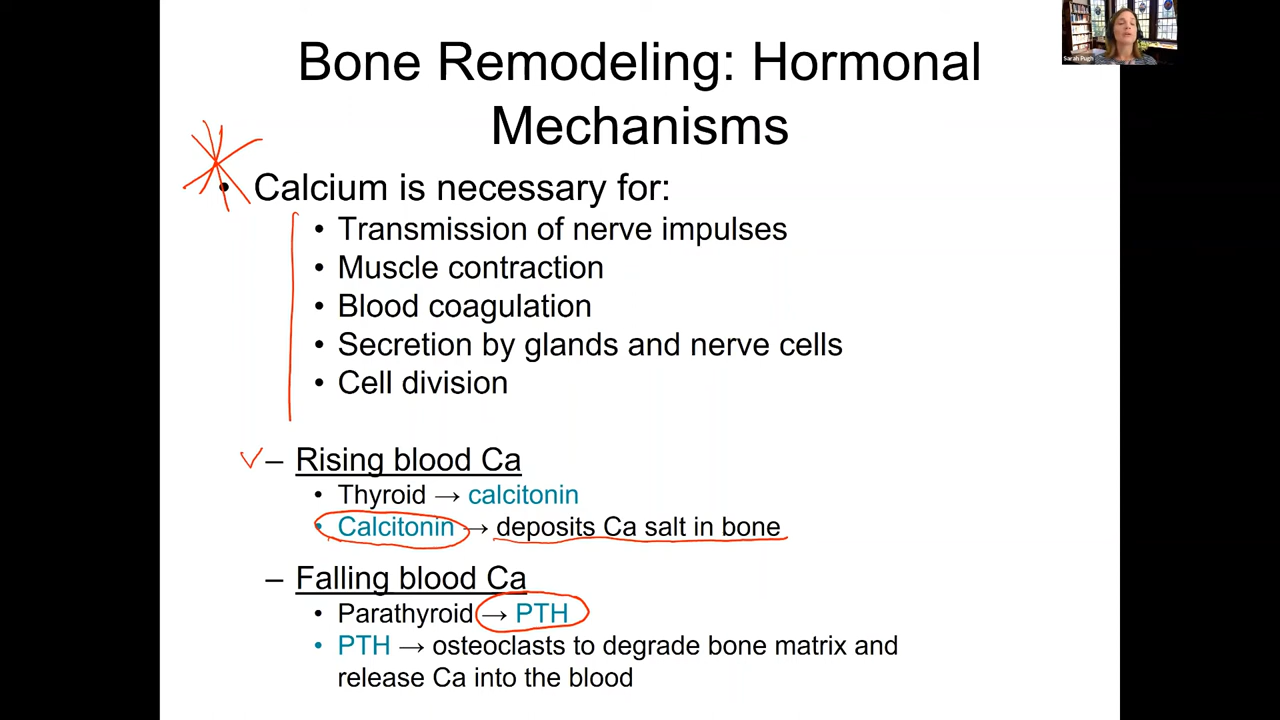 Bone Remodeling: Hormonal
Mechanisms
• Calcium is necessary for:
• Transmission of nerve impulses
• Muscle contraction
• Blood coagulation
• Secretion by glands and nerve cells
• Cell division
– Rising blood Ca
• Thyroid → calcitonin
• Calcitonin → deposits Ca salt in bone
– Falling blood Ca
• Parathyroid → PTH
• PTH → osteoclasts to degrade bone matrix and
release Ca into the blood
Sarah Pugh